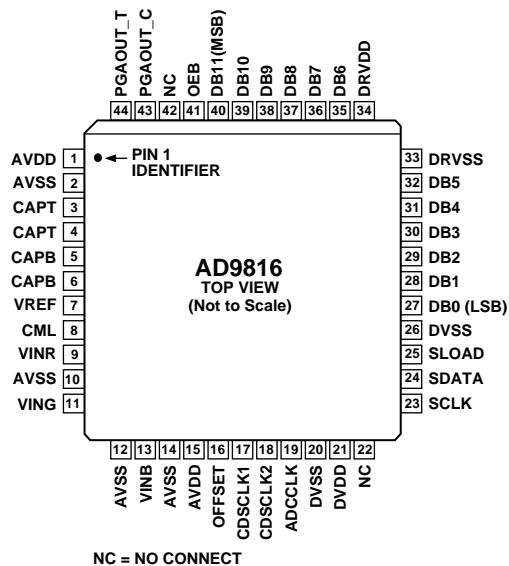 PGAOUT_T
PGAOUT_C
NC
OEB
DB11(MSB)
DB10
DB9
DB8
DB7
DB6
DRVDD
44 43 42 41 40 39 38 37 36 35 34
AVDD 1
AVSS 2
CAPT 3
CAPT 4
CAPB 5
CAPB 6
VREF 7
CML 8
VINR 9
AVSS 10
VING 11
PIN 1
IDENTIFIER
AD9816
TOP VIEW
(Not to Scale)
33 DRVSS
32 DB5
31 DB4
30 DB3
29 DB2
28 DB1
27 DB0 (LSB)
26 DVSS
25 SLOAD
24 SDATA
23 SCLK
12 13 14 15 16 17 18 19 20 21 22
AVSS
VINB
AVSS
AVDD
OFFSET
CDSCLK1
CDSCLK2
ADCCLK
DVSS
DVDD
NC
NC = NO CONNECT